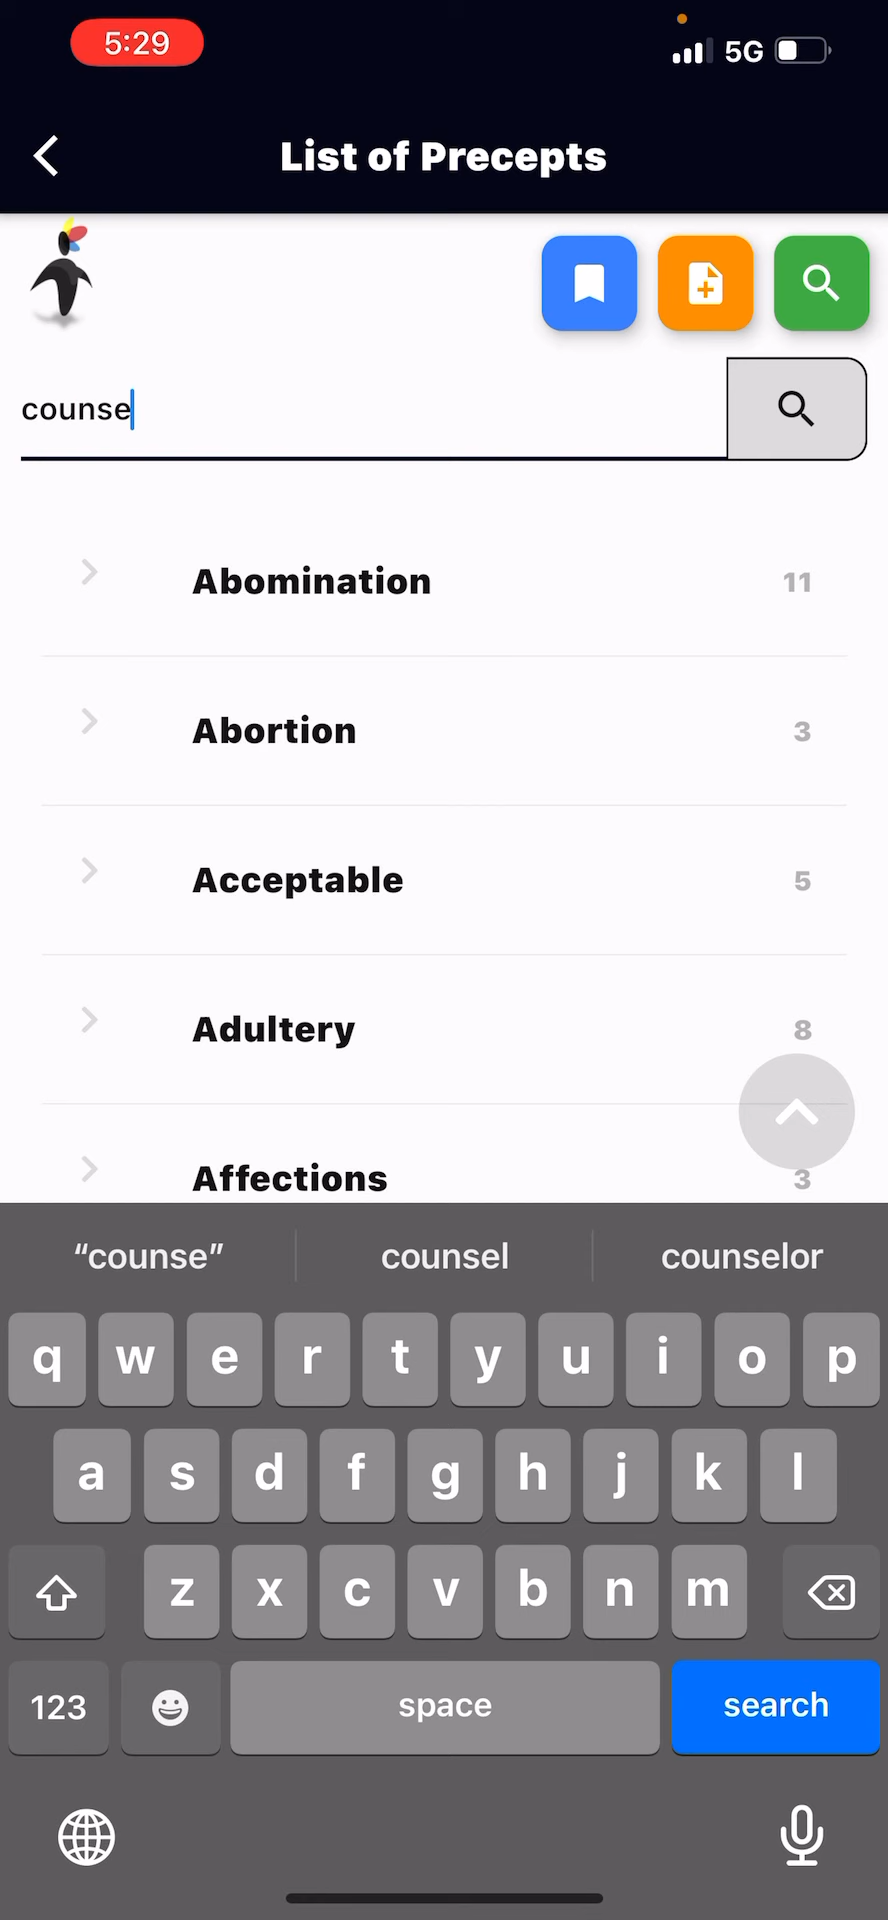 5:29
5G
List of Precepts
counse
Abomination 11
Abortion 3
Acceptable 5
Adultery 8
Affections 3
“counse” counsel counselor
q w e r t y u i o p
a s d f g h j k l
z x c v b n m
123 space search